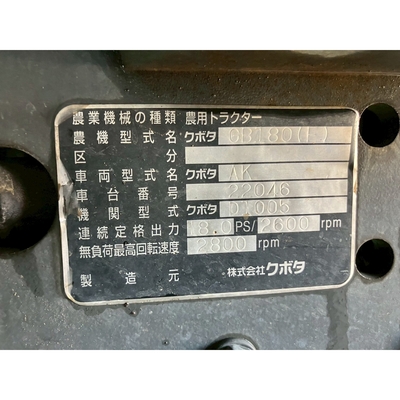 農業機械の種類 農用トラクター
農機型式名 クボタ GB180(F)
区分
車両型式名 クボタ AK
車台番号 22046
機関型式 クボタ
連続定格出力 18.0 PS/2600 rpm
無負荷最高回転速度 2800 rpm
製造元 株式会社クボタ